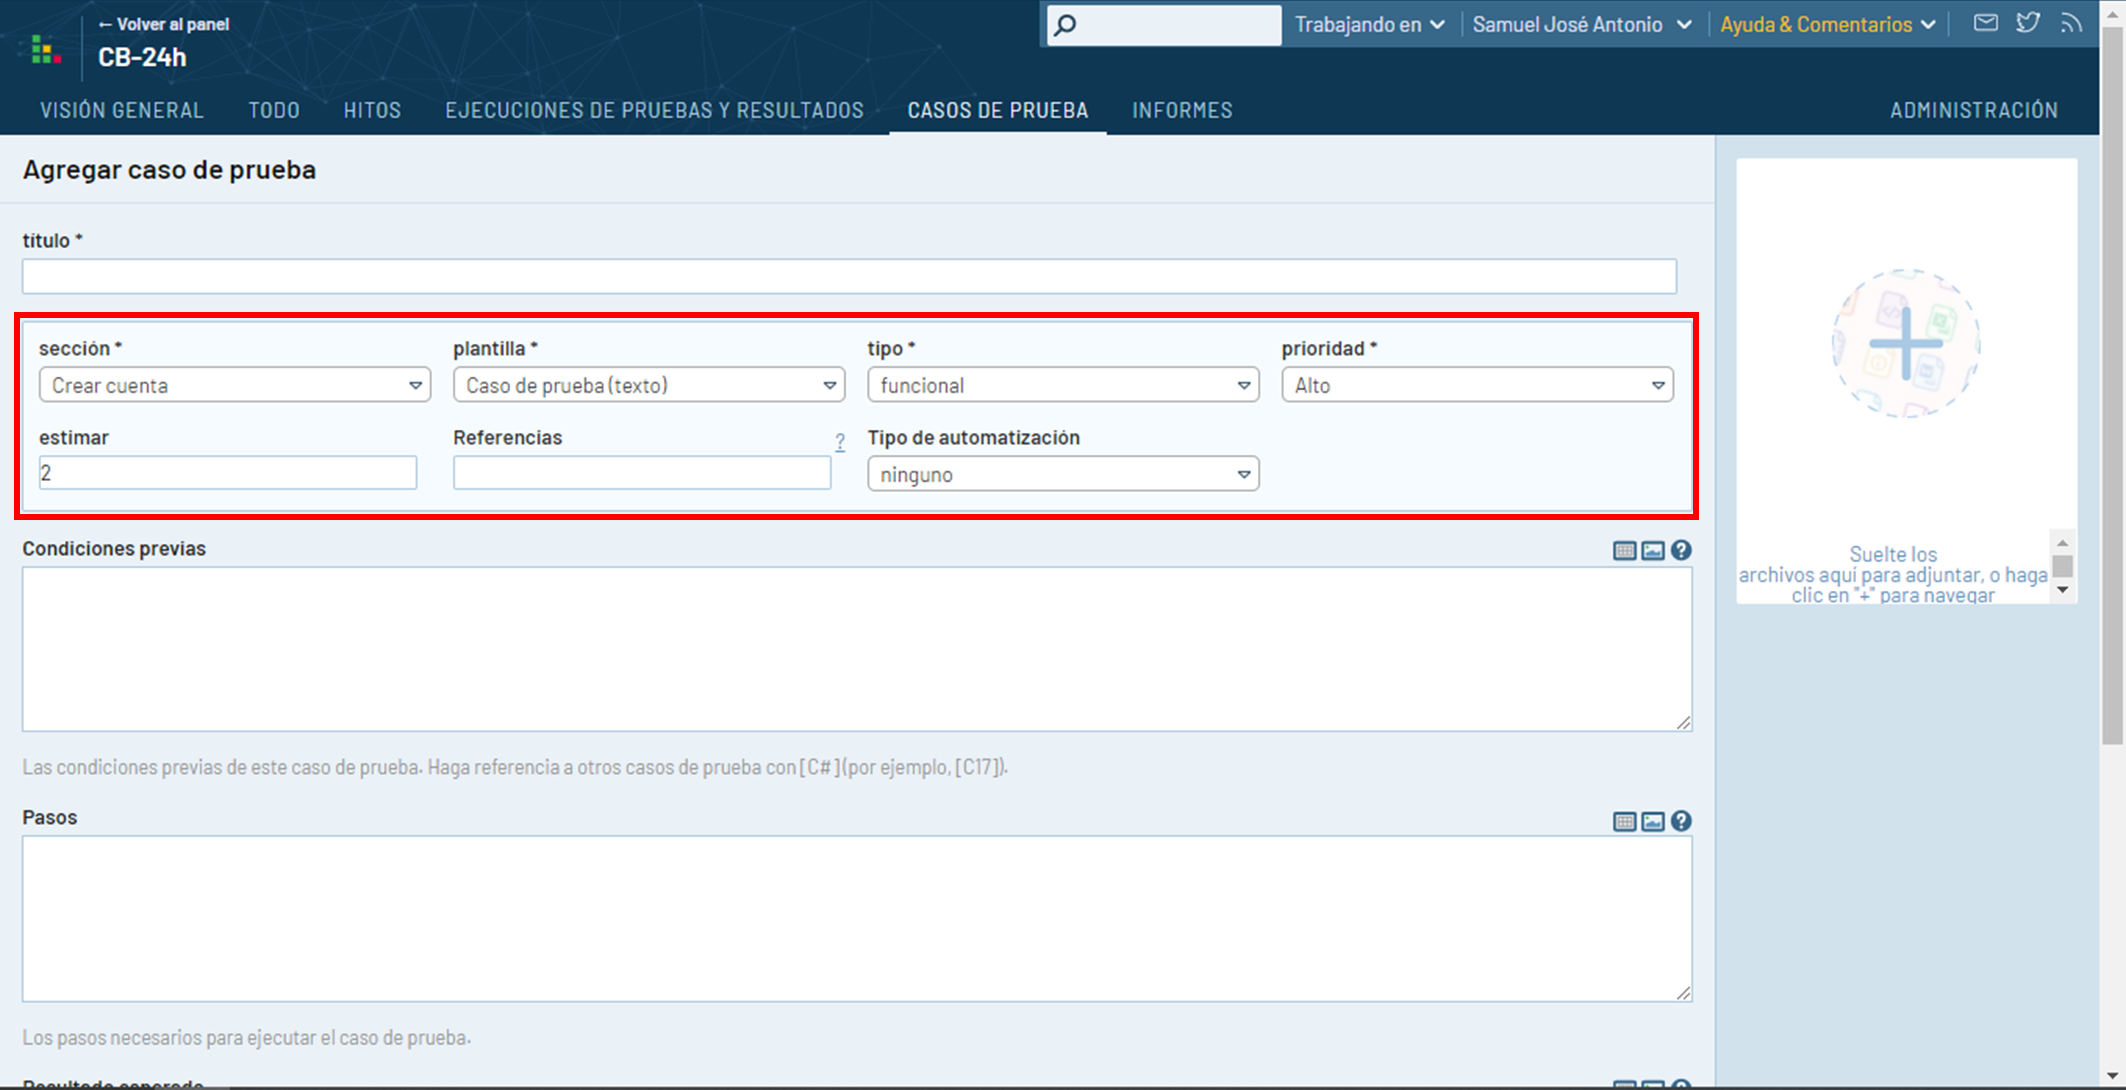 ← Volver al panel
CB-24h
Trabajando en
Samuel José Antonio
Ayuda & Comentarios
VISIÓN GENERAL
TODO
HITOS
EJECUCIONES DE PRUEBAS Y RESULTADOS
CASOS DE PRUEBA
INFORMES
ADMINISTRACIÓN
Agregar caso de prueba
título *
sección *
plantilla *
tipo *
prioridad *
Crear cuenta
Caso de prueba (texto)
funcional
Alto
estimar
Referencias
?
Tipo de automatización
2
ninguno
Condiciones previas
?
Las condiciones previas de este caso de prueba. Haga referencia a otros casos de prueba con [C#] (por ejemplo, [C17]).
Pasos
?
Los pasos necesarios para ejecutar el caso de prueba.
Resultado esperado
Suelte los
archivos aquí para adjuntar, o haga
clic en "+" para navegar